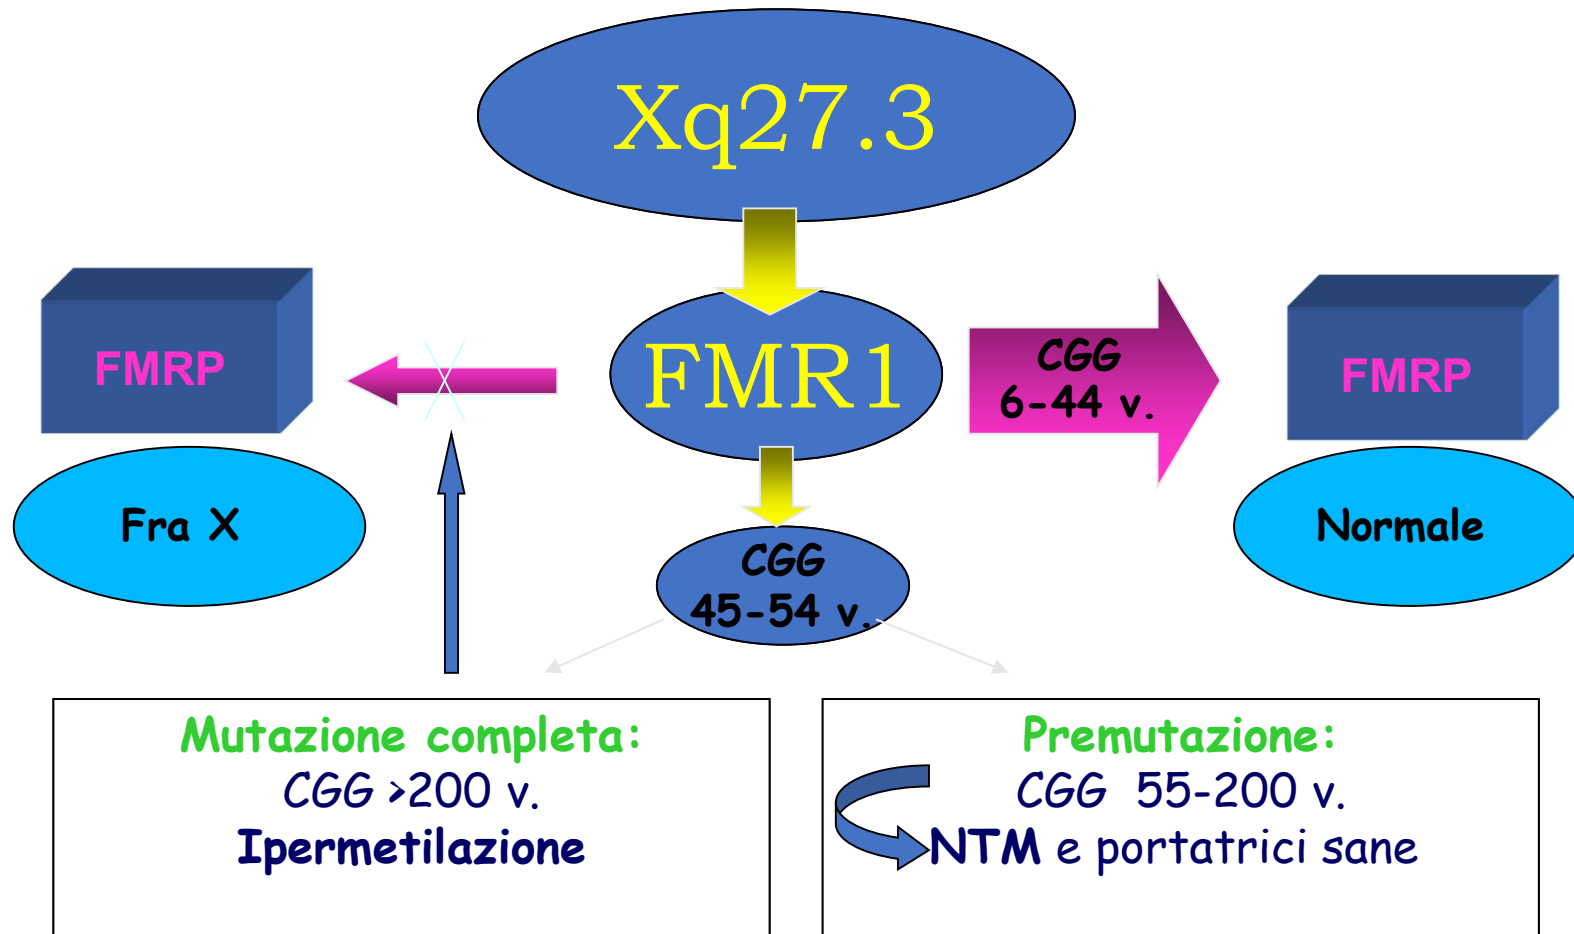 Xq27.3
FMRP
FMR1
CGG
6-44 v.
FMRP
Fra X
CGG
45-54 v.
Normale
Mutazione completa:
CGG >200 v.
Ipermetilazione
Premutazione:
CGG 55-200 v.
NTM e portatrici sane